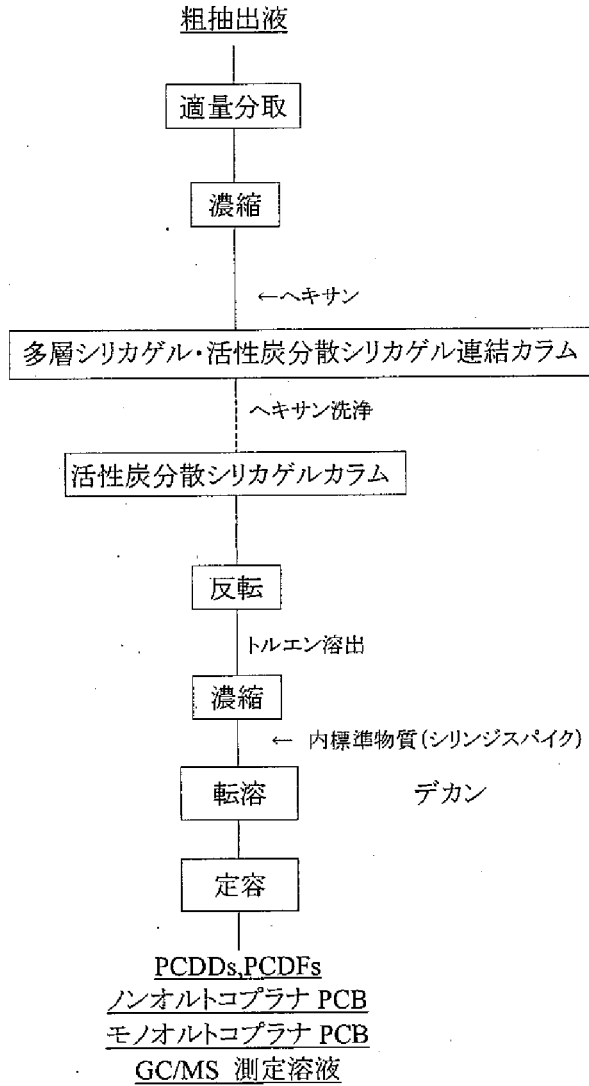 粗抽出液
適量分取
濃縮
←ヘキサン
多層シリカゲル・活性炭分散シリカゲル連結カラム
ヘキサン洗浄
活性炭分散シリカゲルカラム
反転
トルエン溶出
濃縮
← 内標準物質(シリンジスパイク)
転溶 デカン
定容
PCDDs,PCDFs
ノンオルトコプラナ PCB
モノオルトコプラナ PCB
GC/MS 測定溶液